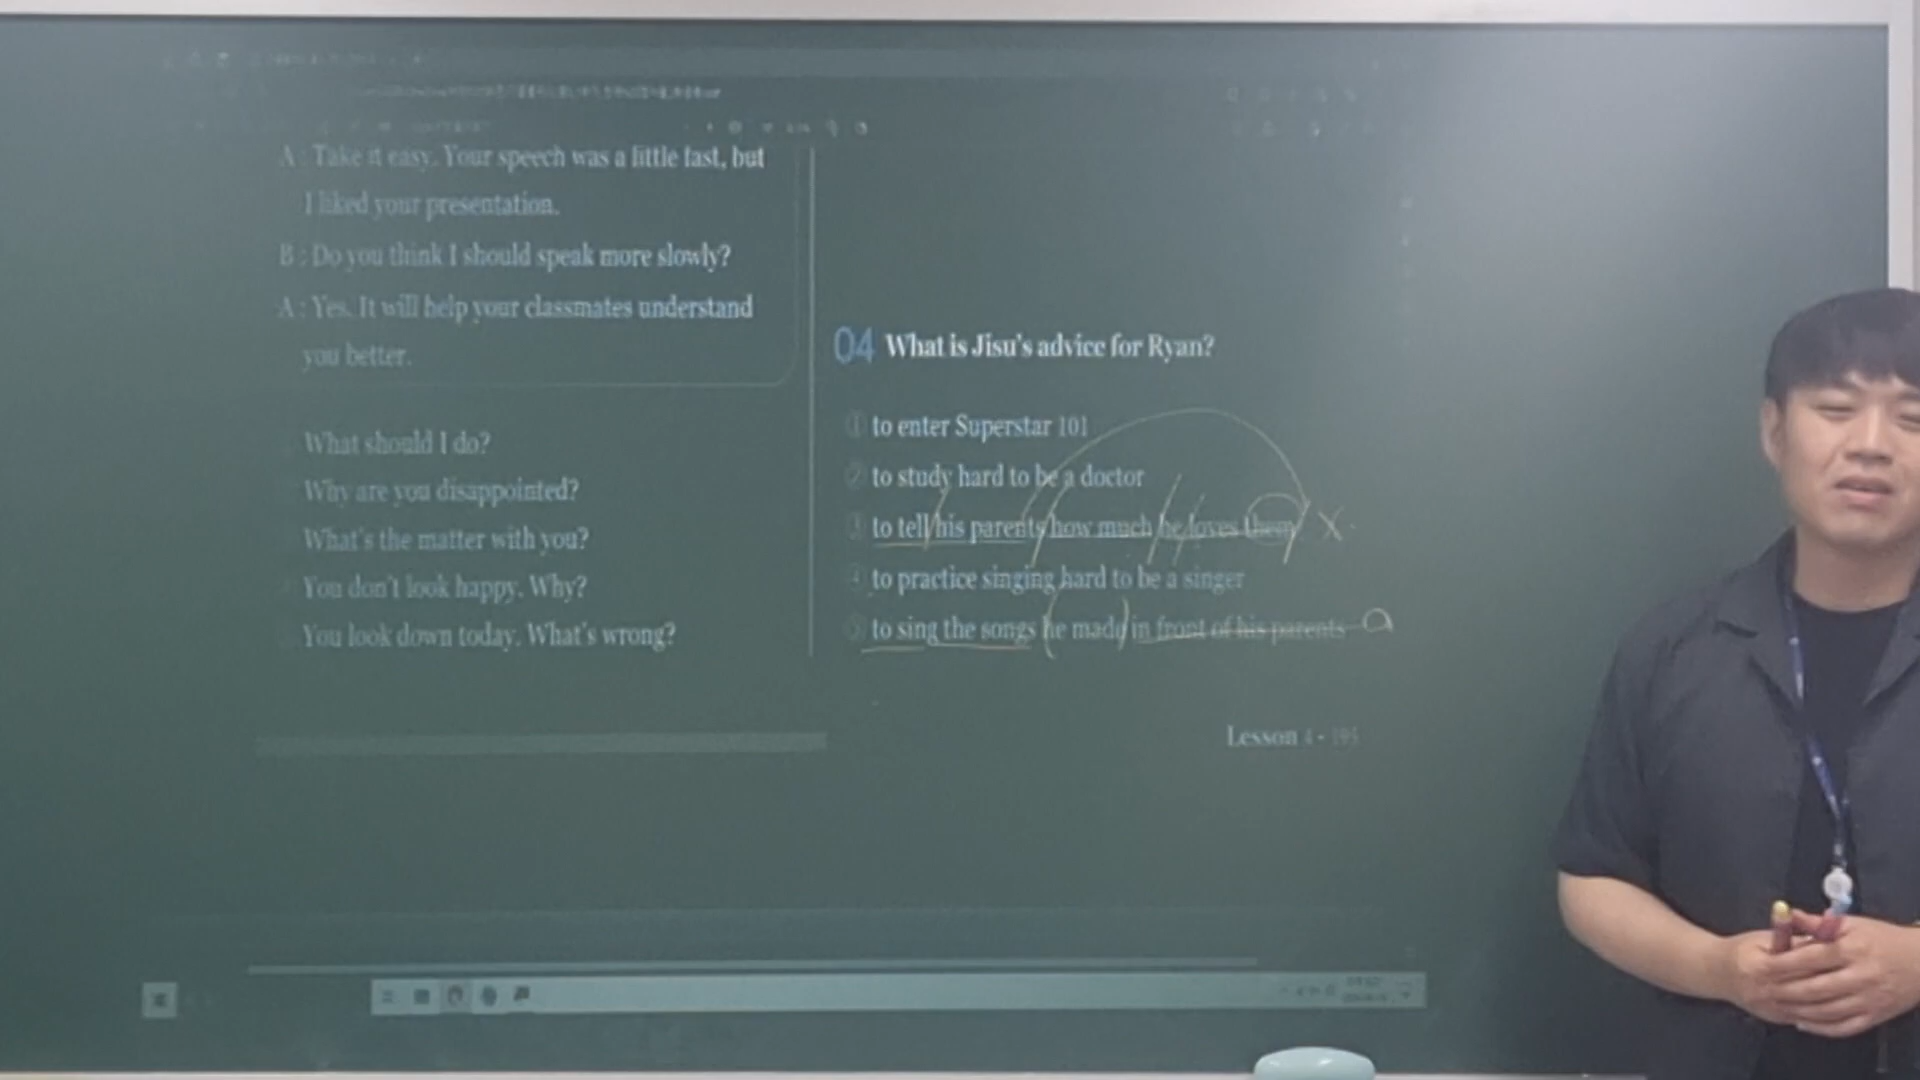 A : Take it easy. Your speech was a little fast, but
I liked your presentation.
B : Do you think I should speak more slowly?
A : Yes. It will help your classmates understand
you better.
What should I do?
Why are you disappointed?
What's the matter with you?
You don't look happy. Why?
You look down today. What's wrong?
04 What is Jisu's advice for Ryan?
① to enter Superstar 101
② to study hard to be a doctor
③ to tell his parents how much he loves them X
④ to practice singing hard to be a singer
⑤ to sing the songs he made in front of his parents
Lesson 4 -